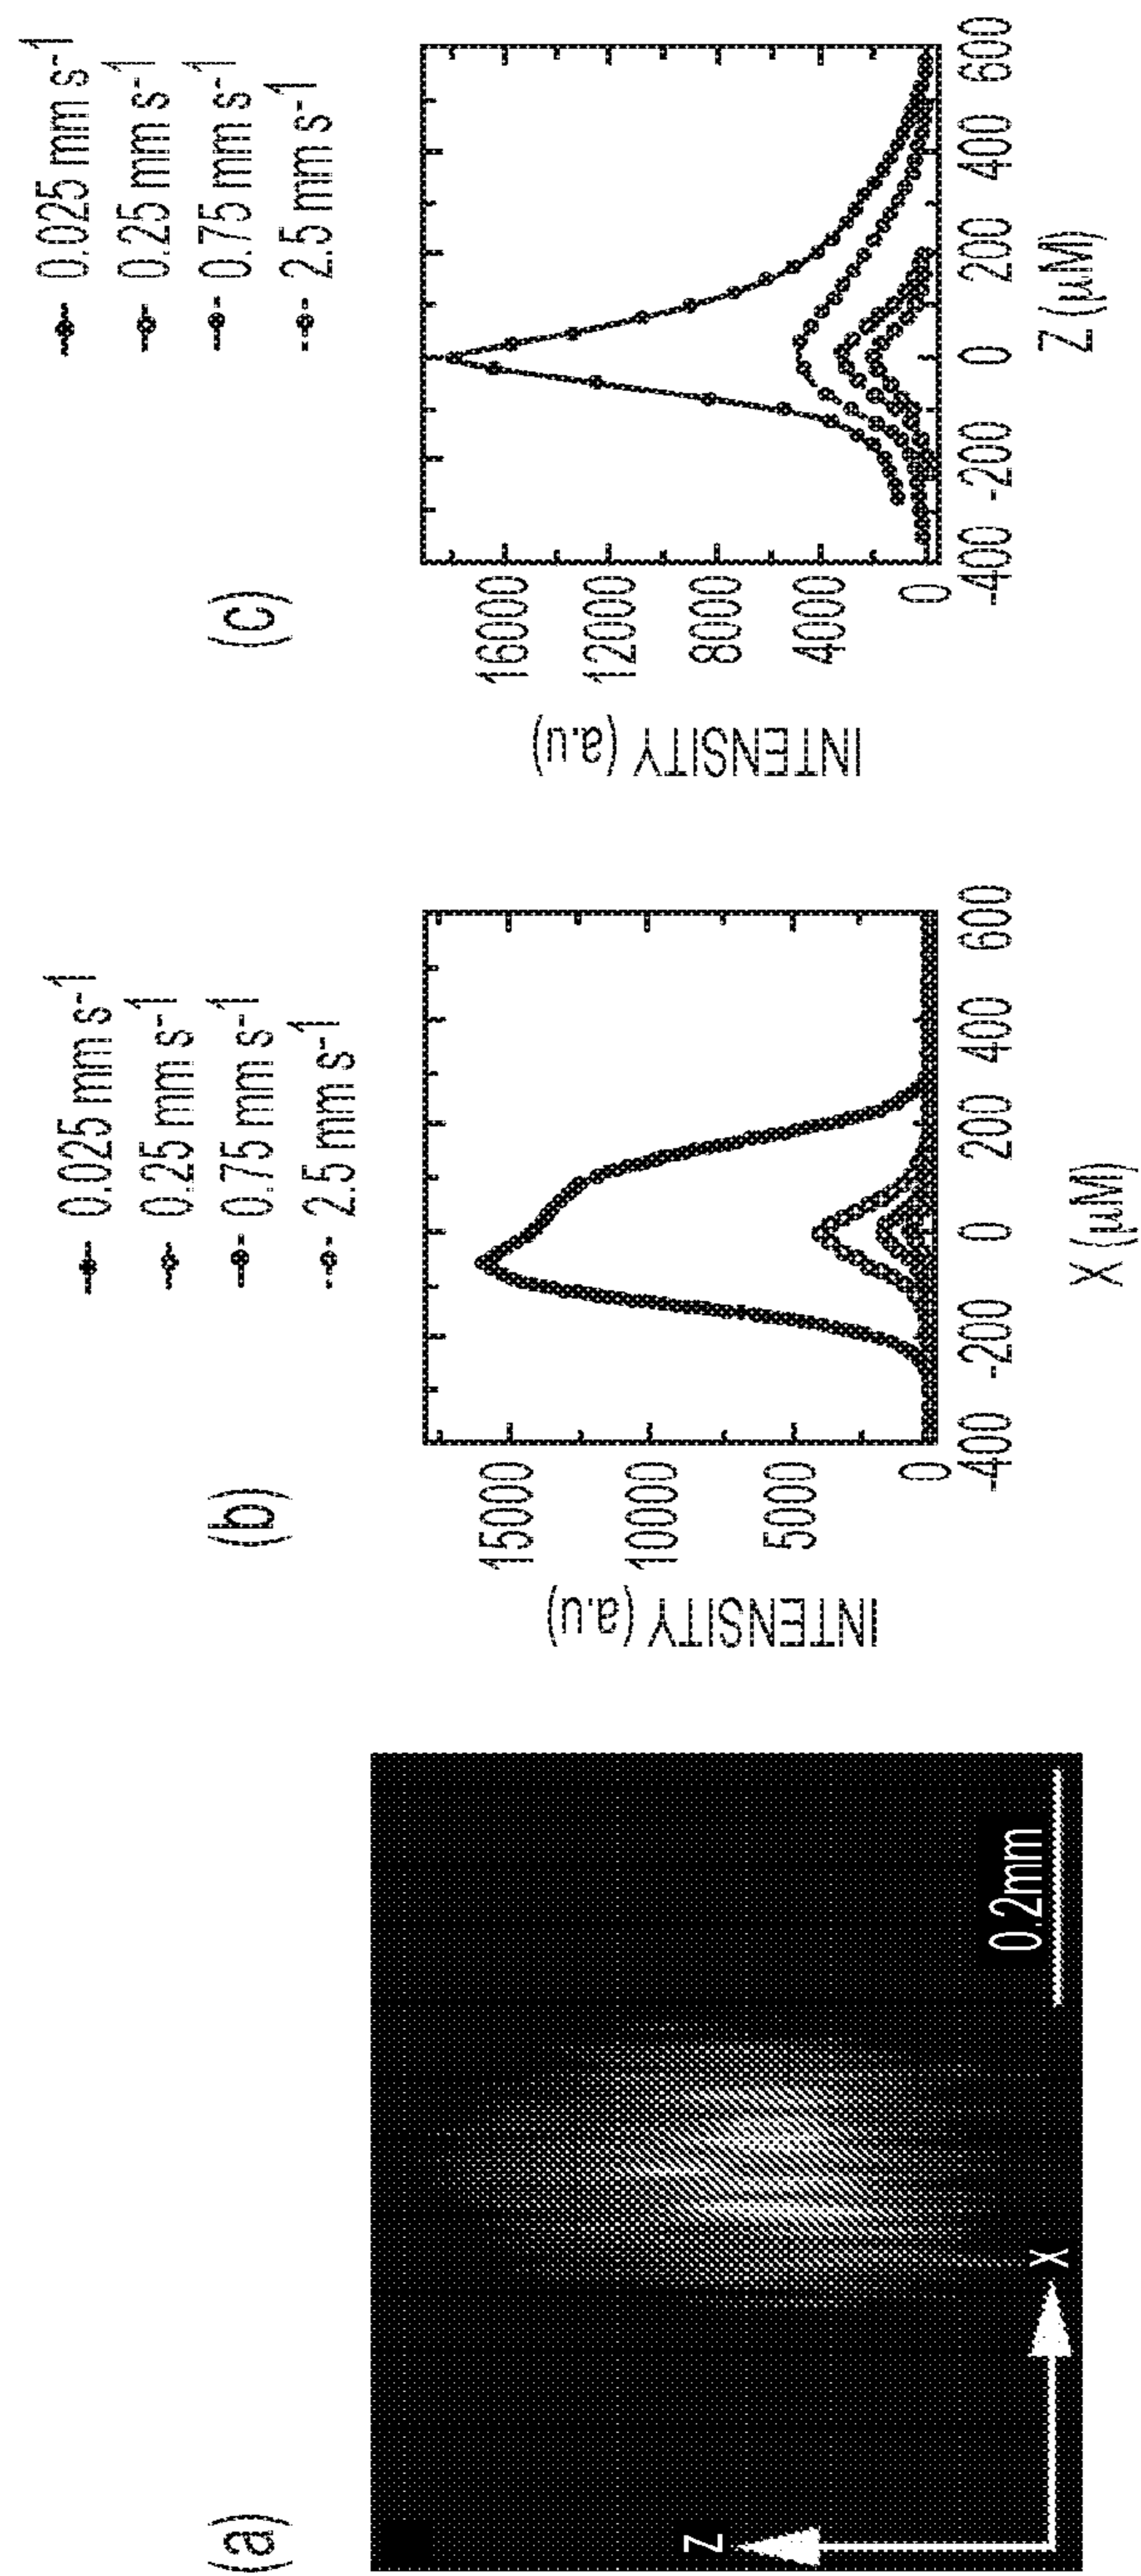 (a)
Z
X
0.2mm
(b)
0.025 mm s-1
0.25 mm s-1
0.75 mm s-1
2.5 mm s-1
INTENSITY (a.u)
15000
10000
5000
0
-400 -200 0 200 400 600
X (μM)
(c)
0.025 mm s-1
0.25 mm s-1
0.75 mm s-1
2.5 mm s-1
INTENSITY (a.u)
16000
12000
8000
4000
0
-400 -200 0 200 400 600
Z (μM)